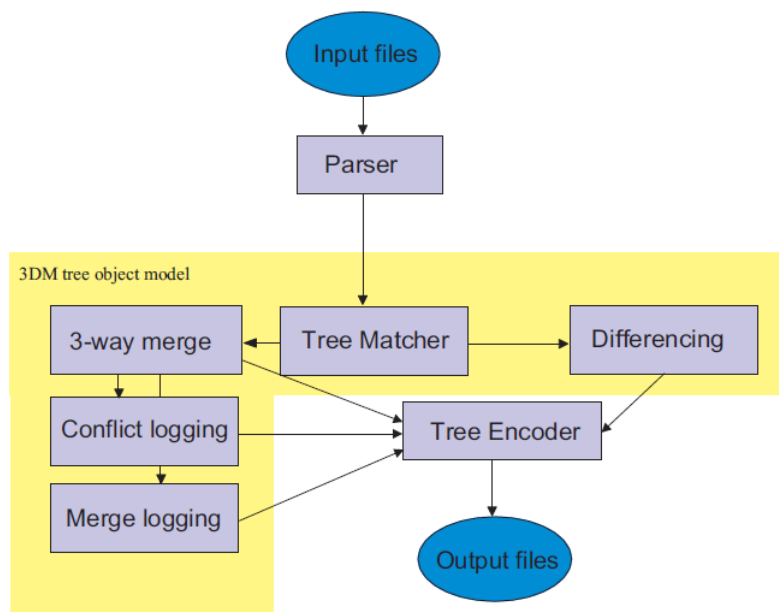 Input files
Parser
3DM tree object model
3-way merge
Tree Matcher
Differencing
Conflict logging
Tree Encoder
Merge logging
Output files